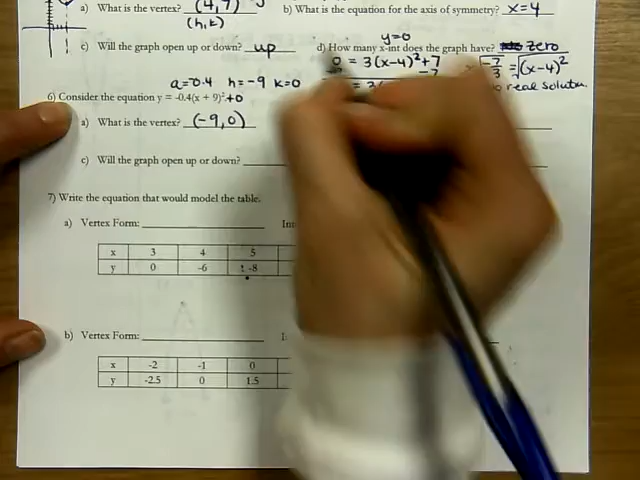 a) What is the vertex? (4,7)
(h,k)
b) What is the equation for the axis of symmetry? x=4
y=0
c) Will the graph open up or down? up
d) How many x-int does the graph have? zero
0 = 3(x-4)²+7
-7
-7/3 = √(x-4)²
real
a=-0.4 h=-9 k=0
6) Consider the equation y = -0.4(x + 9)²+0
a) What is the vertex? (-9,0)
c) Will the graph open up or down?
7) Write the equation that would model the table.
a) Vertex Form:
x 3 4 5
y 0 -6 -8
b) Vertex Form:
x -2 -1 0
y -2.5 0 1.5